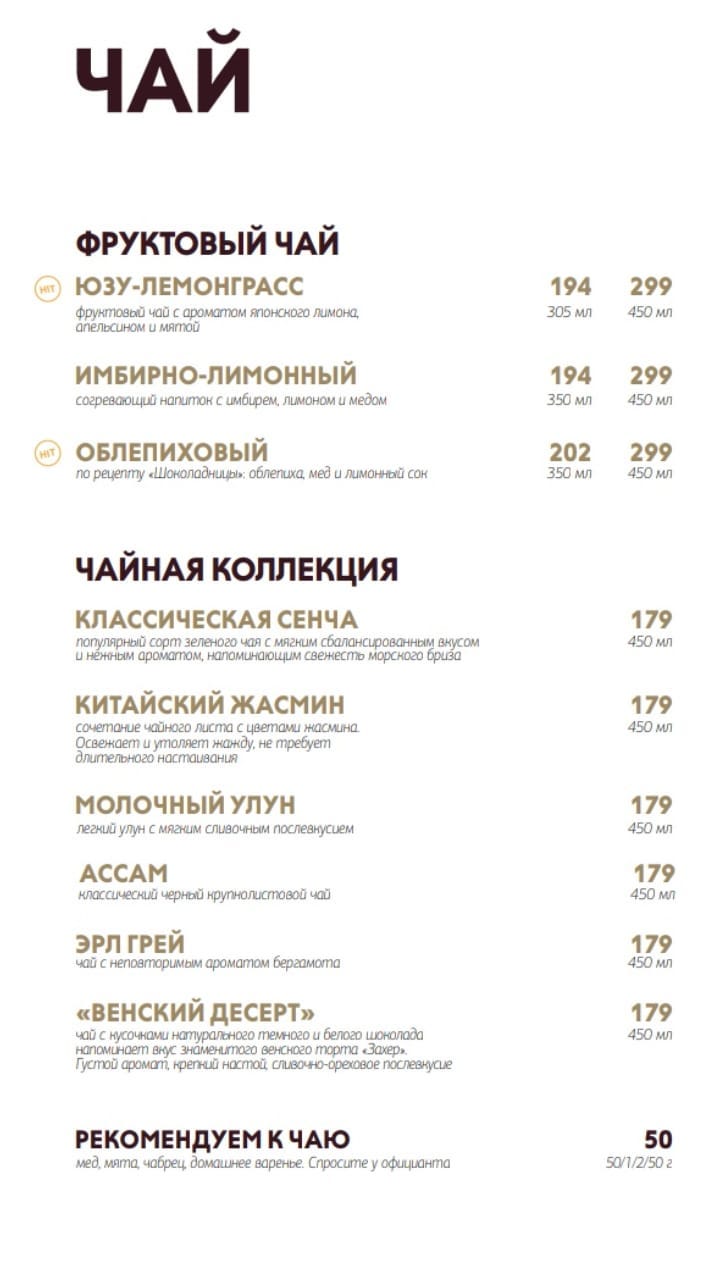 ЧАЙ
ФРУКТОВЫЙ ЧАЙ
HIT ЮЗУ-ЛЕМОНГРАСС 194 299
фруктовый чай с ароматом японского лимона, 305 мл 450 мл
апельсином и мятой
ИМБИРНО-ЛИМОННЫЙ 194 299
согревающий напиток с имбирем, лимоном и медом 350 мл 450 мл
HIT ОБЛЕПИХОВЫЙ 202 299
по рецепту «Шоколадницы»: облепиха, мед и лимонный сок 350 мл 450 мл
ЧАЙНАЯ КОЛЛЕКЦИЯ
КЛАССИЧЕСКАЯ СЕНЧА 179
популярный сорт зеленого чая с мягким сбалансированным вкусом 450 мл
и нежным ароматом, напоминающим свежесть морского бриза
КИТАЙСКИЙ ЖАСМИН 179
сочетание чайного листа с цветами жасмина. 450 мл
Освежает и утоляет жажду, не требует
длительного настаивания
МОЛОЧНЫЙ УЛУН 179
легкий улун с мягким сливочным послевкусием 450 мл
АССАМ 179
классический черный крупнолистовой чай 450 мл
ЭРЛ ГРЕЙ 179
чай с неповторимым ароматом бергамота 450 мл
«ВЕНСКИЙ ДЕСЕРТ» 179
чай с кусочками натурального темного и белого шоколада 450 мл
напоминает вкус знаменитого венского торта «Захер».
Густой аромат, крепкий настой, сливочно-ореховое послевкусие
РЕКОМЕНДУЕМ К ЧАЮ 50
мед, мята, чабрец, домашнее варенье. Спросите у официанта 50/1/2/50 г